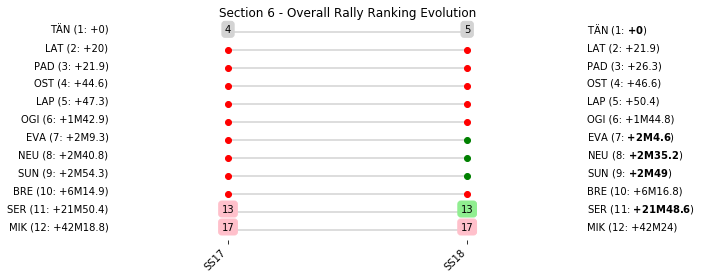 Section 6 - Overall Rally Ranking Evolution
TÄN (1: +0) 4 5 TÄN (1: +0)
LAT (2: +20) LAT (2: +21.9)
PAD (3: +21.9) PAD (3: +26.3)
OST (4: +44.6) OST (4: +46.6)
LAP (5: +47.3) LAP (5: +50.4)
OGI (6: +1M42.9) OGI (6: +1M44.8)
EVA (7: +2M9.3) EVA (7: +2M4.6)
NEU (8: +2M40.8) NEU (8: +2M35.2)
SUN (9: +2M54.3) SUN (9: +2M49)
BRE (10: +6M14.9) BRE (10: +6M16.8)
SER (11: +21M50.4) 13 13 SER (11: +21M48.6)
MIK (12: +42M18.8) 17 17 MIK (12: +42M24)
SS17 SS18